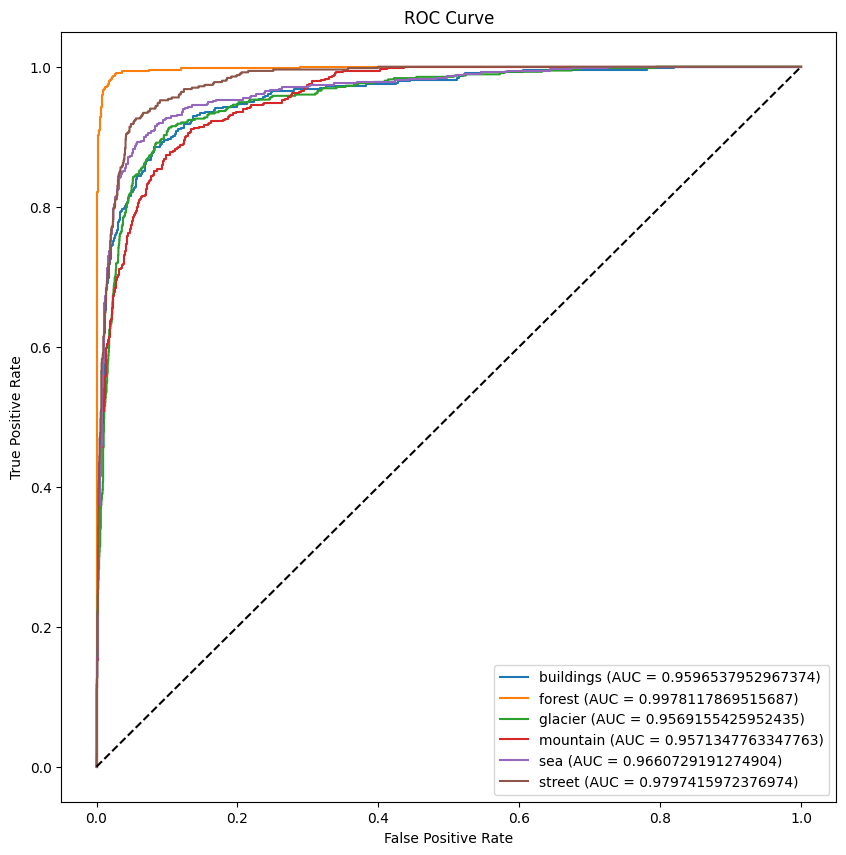 ROC Curve
True Positive Rate
1.0
0.8
0.6
0.4
0.2
0.0
buildings (AUC = 0.9596537952967374)
forest (AUC = 0.9978117869515687)
glacier (AUC = 0.9569155425952435)
mountain (AUC = 0.9571347763347763)
sea (AUC = 0.9660729191274904)
street (AUC = 0.9797415972376974)
0.0 0.2 0.4 0.6 0.8 1.0
False Positive Rate